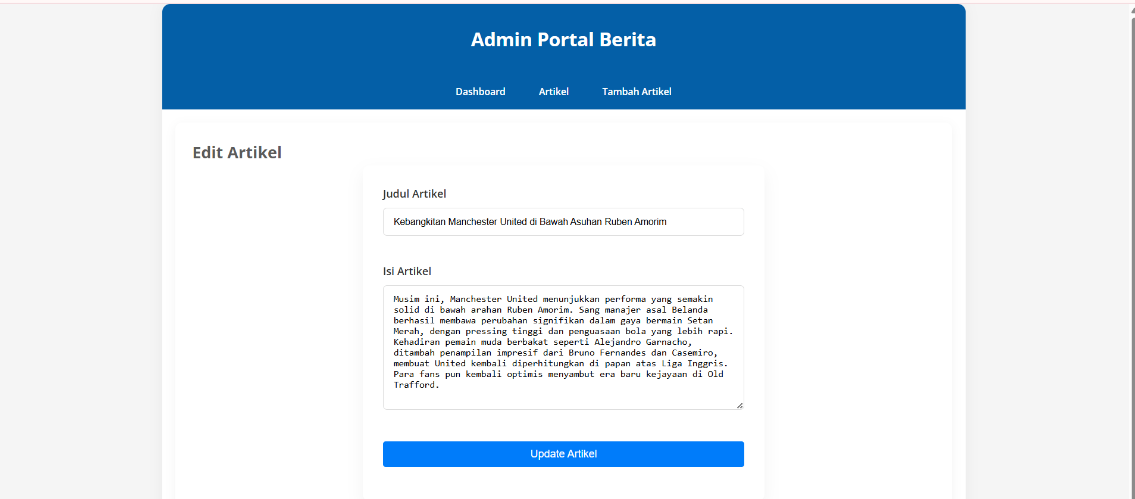 Admin Portal Berita
Dashboard Artikel Tambah Artikel
Edit Artikel
Judul Artikel
Kebangkitan Manchester United di Bawah Asuhan Ruben Amorim
Isi Artikel
Musim ini, Manchester United menunjukkan performa yang semakin
solid di bawah arahan Ruben Amorim. Sang manajer asal Belanda
berhasil membawa perubahan signifikan dalam gaya bermain Setan
Merah, dengan pressing tinggi dan penguasaan bola yang lebih rapi.
Kehadiran pemain muda berbakat seperti Alejandro Garnacho,
ditambah penampilan impresif dari Bruno Fernandes dan Casemiro,
membuat United kembali diperhitungkan di papan atas Liga Inggris.
Para fans pun kembali optimis menyambut era baru kejayaan di Old
Trafford.
Update Artikel